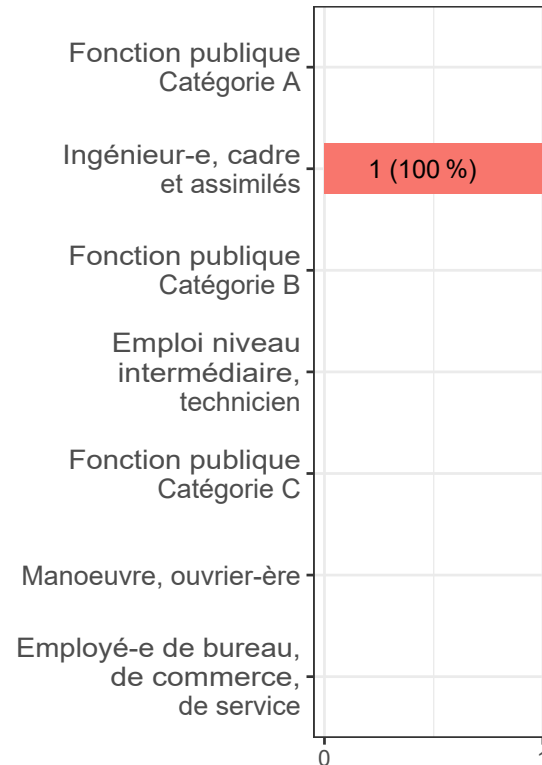 Fonction publique
Catégorie A
Ingénieur-e, cadre
et assimilés
1 (100 %)
Fonction publique
Catégorie B
Emploi niveau
intermédiaire,
technicien
Fonction publique
Catégorie C
Manoeuvre, ouvrier-ère
Employé-e de bureau,
de commerce,
de service
0 1